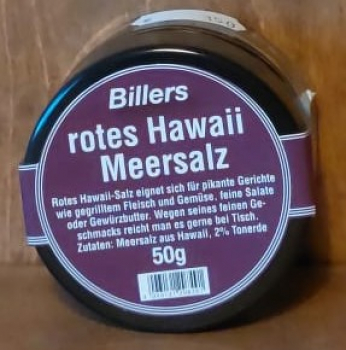 Billers
rotes Hawaii
Meersalz
Rotes Hawaii-Salz eignet sich für pikante Gerichte
wie gegrilltem Fleisch und Gemüse, feine Salate
oder Gewürzbutter. Wegen seines feinen Ge-
schmacks reicht man es gerne bei Tisch.
Zutaten: Meersalz aus Hawaii, 2% Tonerde
50g